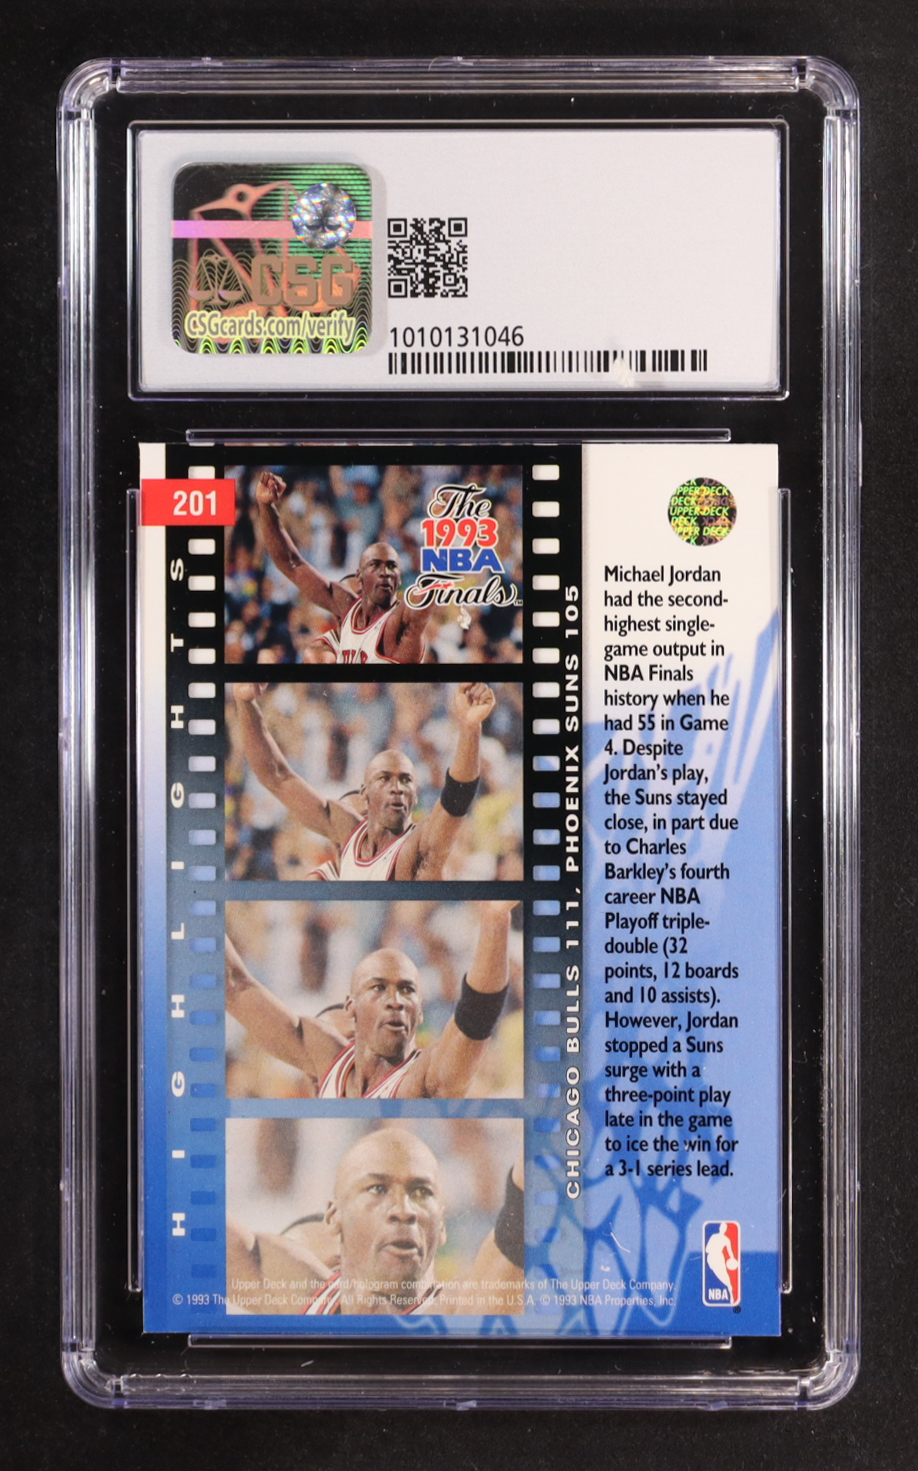 CSG
CSGcards.com/verify
1010131046
201
HIGHLIGHTS
The
1993
NBA
Finals
CHICAGO BULLS 111, PHOENIX SUNS 105
UPPER DECK
DECK
UPPER DECK
DECK
UPPER DECK
Michael Jordan
had the second-
highest single-
game output in
NBA Finals
history when he
had 55 in Game
4. Despite
Jordan's play,
the Suns stayed
close, in part due
to Charles
Barkley's fourth
career NBA
Playoff triple-
double (32
points, 12 boards
and 10 assists).
However, Jordan
stopped a Suns
surge with a
three-point play
late in the game
to ice the win for
a 3-1 series lead.
NBA
Upper Deck and the card/hologram combination are trademarks of The Upper Deck Company.
© 1993 The Upper Deck Company. All Rights Reserved. Printed in the U.S.A. © 1993 NBA Properties, Inc.